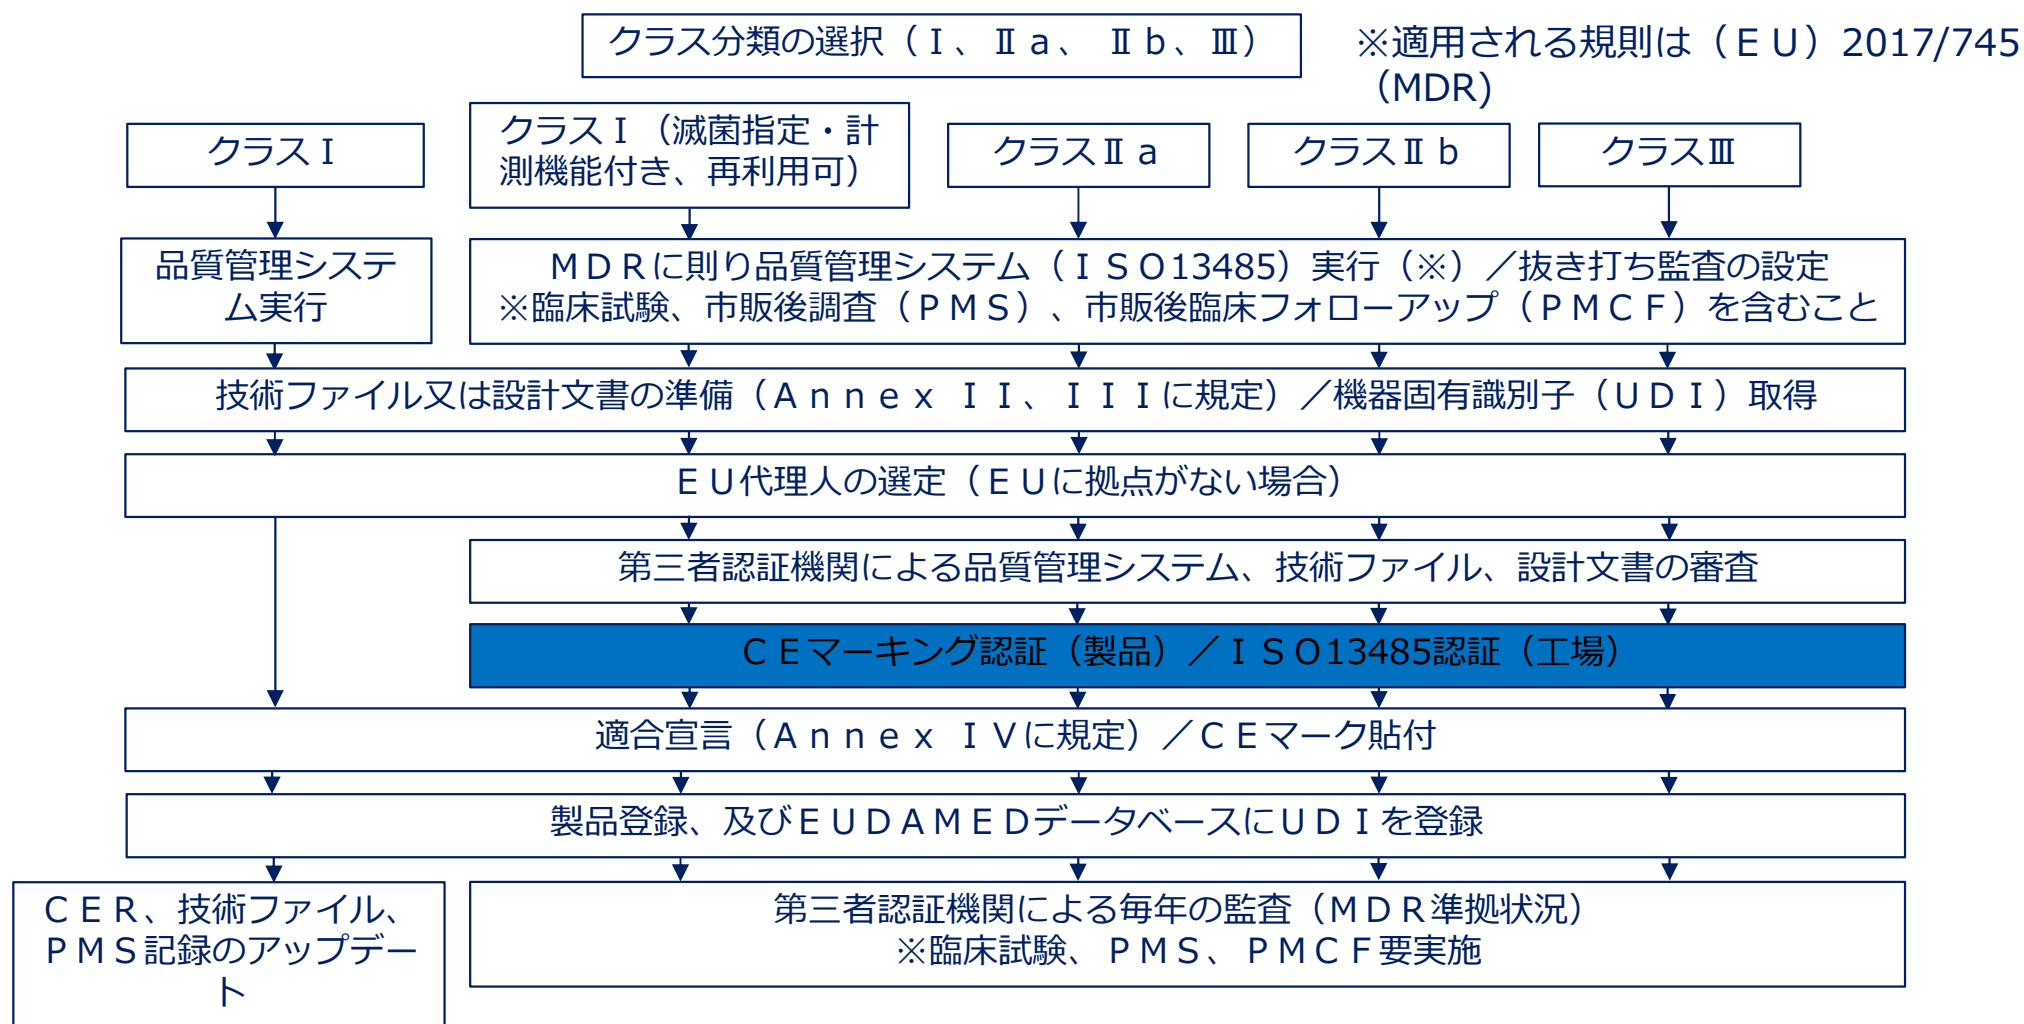 クラス分類の選択（Ⅰ、Ⅱａ、Ⅱｂ、Ⅲ）
※適用される規則は（ＥＵ）2017/745
（MDR)
クラスⅠ
クラスⅠ（滅菌指定・計
測機能付き、再利用可）
クラスⅡａ
クラスⅡｂ
クラスⅢ
品質管理システ
ム実行
ＭＤＲに則り品質管理システム（ＩＳＯ13485）実行（※）／抜き打ち監査の設定
※臨床試験、市販後調査（ＰＭＳ）、市販後臨床フォローアップ（ＰＭＣＦ）を含むこと
技術ファイル又は設計文書の準備（Ａｎｎｅｘ ＩＩ、ＩＩＩに規定）／機器固有識別子（ＵＤＩ）取得
ＥＵ代理人の選定（ＥＵに拠点がない場合）
第三者認証機関による品質管理システム、技術ファイル、設計文書の審査
ＣＥマーキング認証（製品）／ＩＳＯ13485認証（工場）
適合宣言（Ａｎｎｅｘ ＩＶに規定）／ＣＥマーク貼付
製品登録、及びＥＵＤＡＭＥＤデータベースにＵＤＩを登録
ＣＥＲ、技術ファイル、
ＰＭＳ記録のアップデー
ト
第三者認証機関による毎年の監査（ＭＤＲ準拠状況）
※臨床試験、ＰＭＳ、ＰＭＣＦ要実施